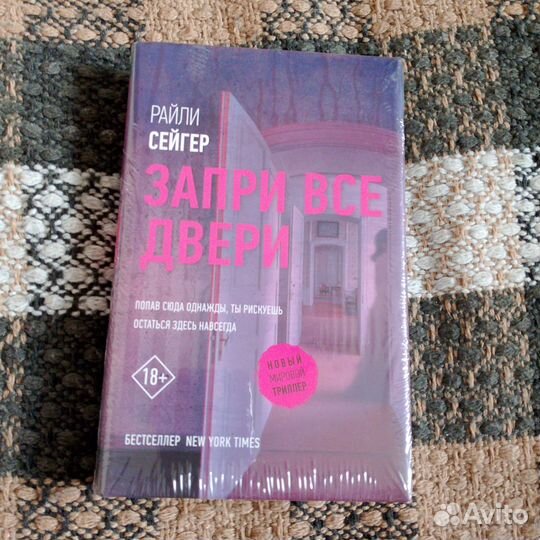 РАЙЛИ
СЕЙГЕР
ЗАПРИ ВСЕ
ДВЕРИ
ПОПАВ СЮДА ОДНАЖДЫ, ТЫ РИСКУЕШЬ
ОСТАТЬСЯ ЗДЕСЬ НАВСЕГДА
18+
НОВЫЙ
МИРОВОЙ
ТРИЛЛЕР
БЕСТСЕЛЛЕР NEW YORK TIMES
Avito